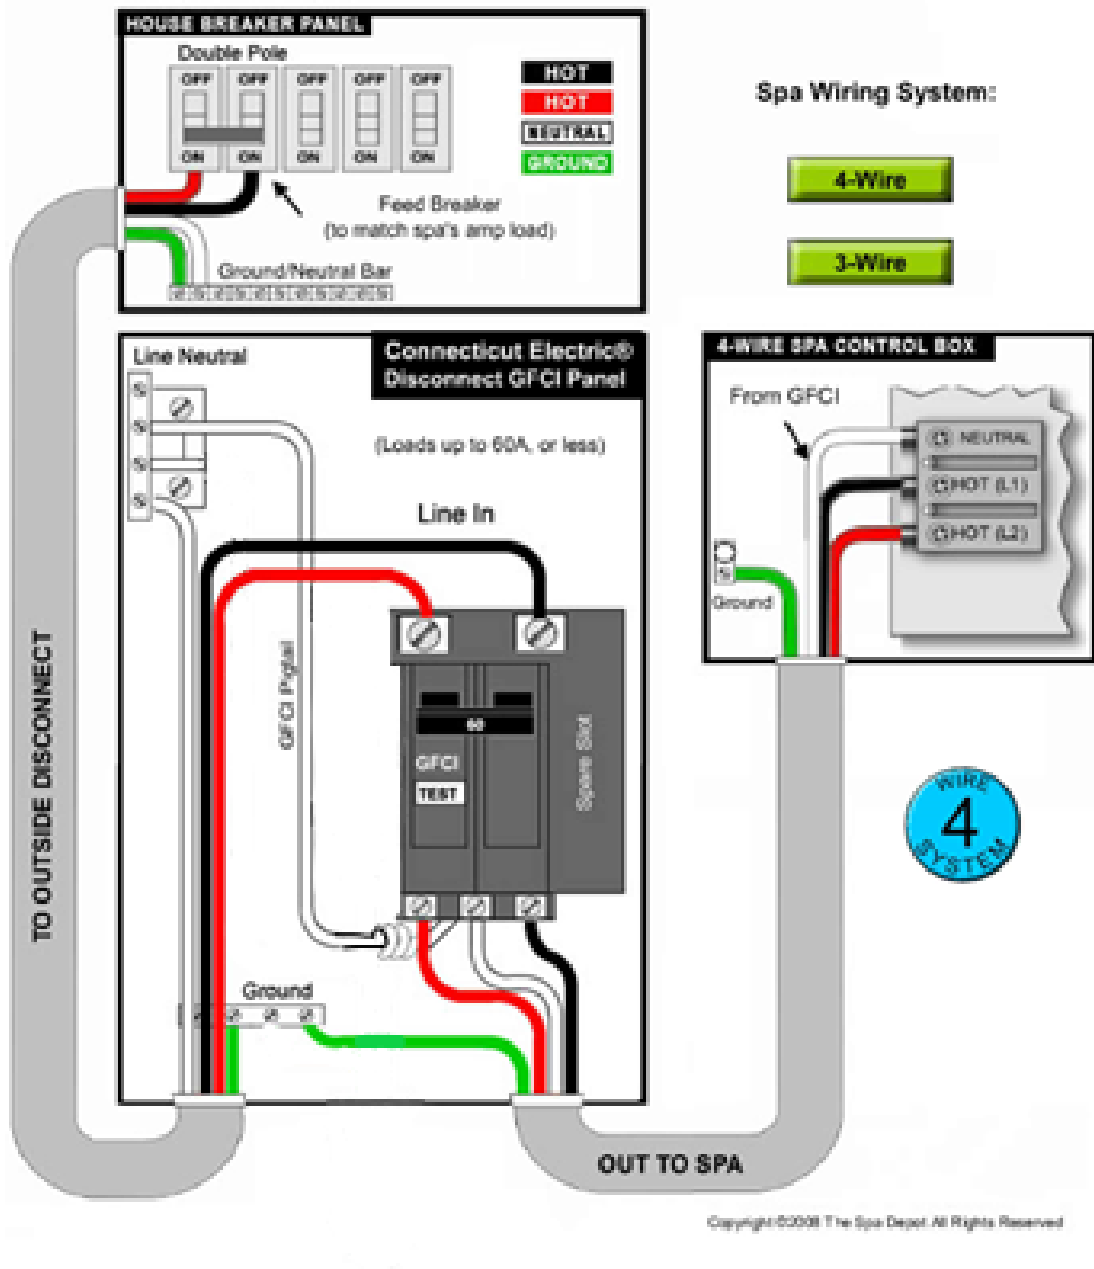 HOUSE BREAKER PANEL
Double Pole
OFF OFF OFF OFF OFF
ON ON ON ON ON
HOT
HOT
NEUTRAL
GROUND
Feed Breaker
(to match spa's amp load)
Ground/Neutral Bar
Spa Wiring System:
4-Wire
3-Wire
Line Neutral
Connecticut Electric®
Disconnect GFCI Panel
(Loads up to 60A, or less)
Line In
GFCI Pigtail
60
GFCI
TEST
Spare Slot
Ground
TO OUTSIDE DISCONNECT
4-WIRE SPA CONTROL BOX
From GFCI
NEUTRAL
HOT (L1)
HOT (L2)
Ground
WIRE
4
SYSTEM
OUT TO SPA
Copyright ©2008 The Spa Depot All Rights Reserved